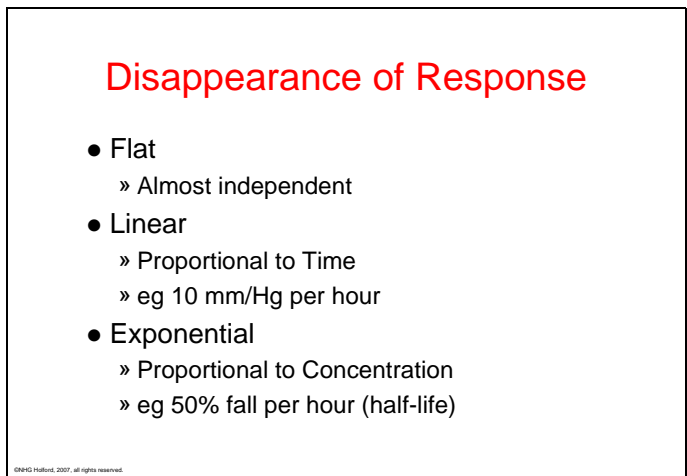 Disappearance of Response
● Flat
» Almost independent
● Linear
» Proportional to Time
» eg 10 mm/Hg per hour
● Exponential
» Proportional to Concentration
» eg 50% fall per hour (half-life)
©NHG Holford, 2007, all rights reserved.